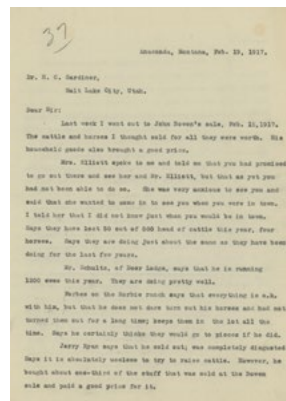 37
Anaconda, Montana, Feb. 19, 1917.
Dr. H. C. Gardiner,
Salt Lake City, Utah.
Dear Sir:
Last week I went out to John Bowen's sale, Feb. 12, 1917.
The cattle and horses I thought sold for all they were worth. His
household goods also brought a good price.
Mrs. Elliott spoke to me and told me that you had promised
to go out there and see her and Mr. Elliott, but that as yet you
had not been able to do so. She was very anxious to see you and
said that she wanted to come in to see you when you were in town.
I told her that I did not know just when you would be in town.
Says they have lost 20 out of 500 head of cattle this year, four
horses. Says they are doing just about the same as they have been
doing for the last for years.
Mr. Schultz, of Deer Lodge, says that he is running
1200 ewes this year. They are doing pretty well.
on the ranch says that everything is o.k.
with him, but that he does not dare turn out his horses and had not
turned them out for a long time; keeps them in the lot all the
time. Says he certainly thinks they would go to pieces if he did.
Jerry Ryan says that he sold out; was completely disgusted
Says it is absolutely useless to try to raise cattle. However, he
bought about one-third of the stuff that was sold at the Bowen
sale and paid a good price for it.